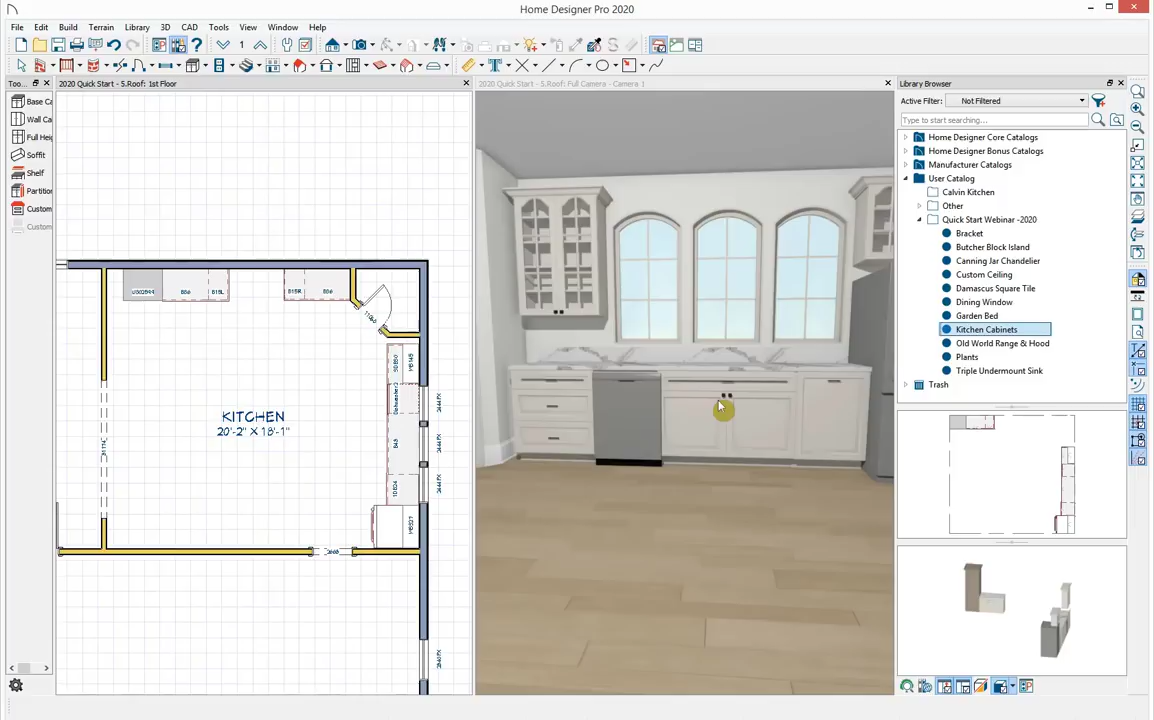 Home Designer Pro 2020
File Edit Build Terrain Library 3D CAD Tools View Window Help
1
Too...
2020 Quick Start - 5.Roof: 1st Floor
2020 Quick Start - 5.Roof: Full Camera - Camera 1
Library Browser
Base Ca
Wall Ca
Full Hei
Soffit
Shelf
Partition
Custom
Custom
KITCHEN
20'-2" X 18'-1"
Active Filter: Not Filtered
Type to start searching...
Home Designer Core Catalogs
Home Designer Bonus Catalogs
Manufacturer Catalogs
User Catalog
Calvin Kitchen
Other
Quick Start Webinar -2020
Bracket
Butcher Block Island
Canning Jar Chandelier
Custom Ceiling
Damascus Square Tile
Dining Window
Garden Bed
Kitchen Cabinets
Old World Range & Hood
Plants
Triple Undermount Sink
Trash